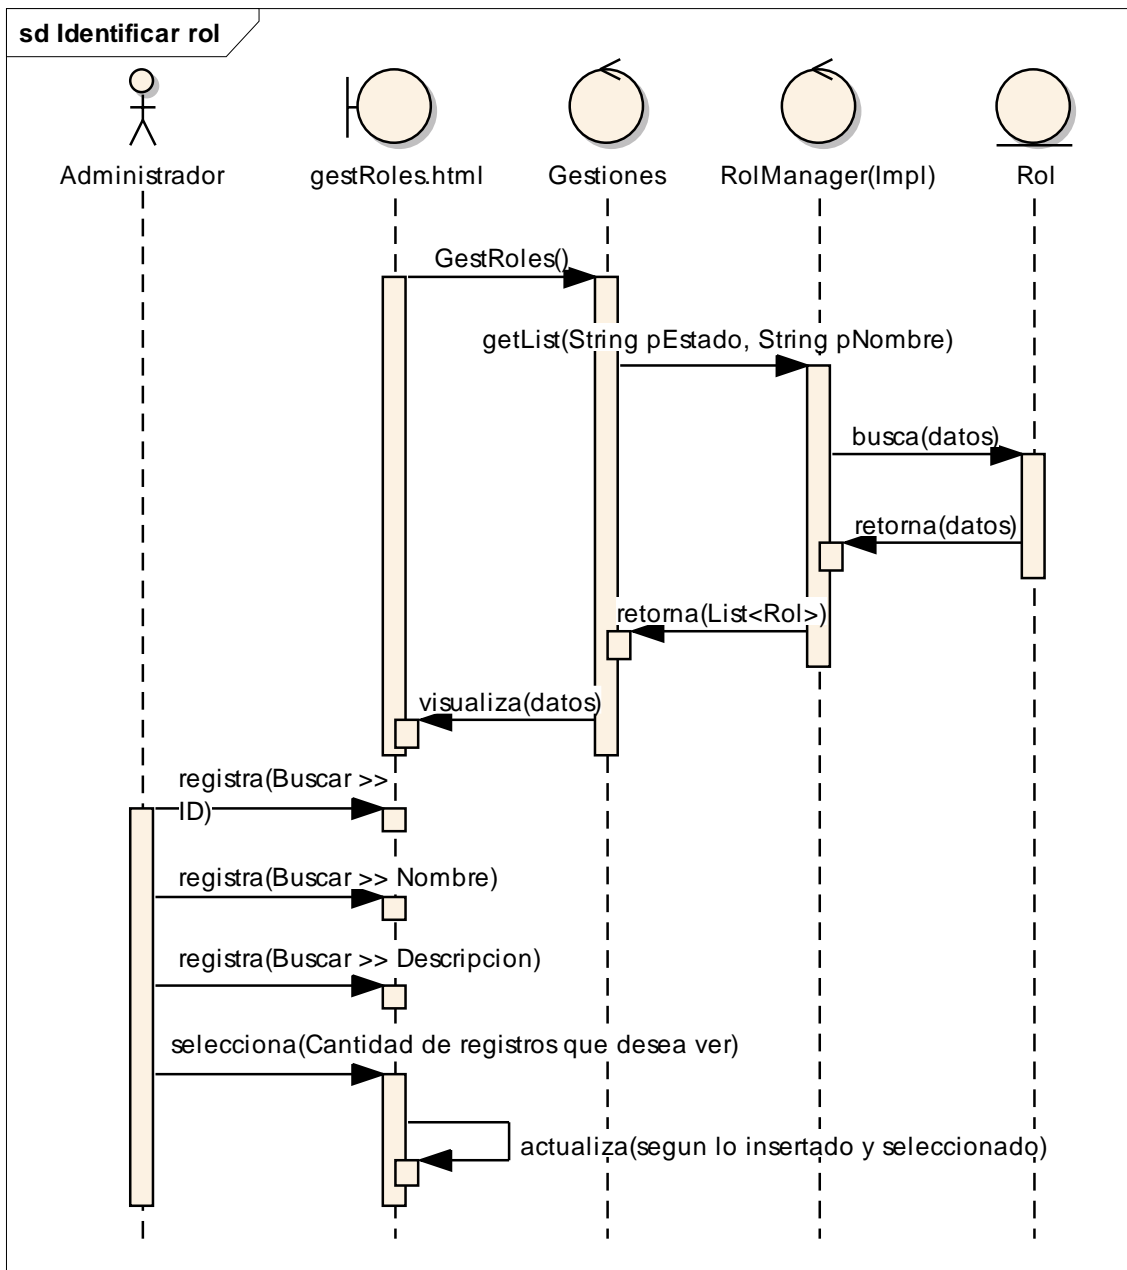 sd Identificar rol
Administrador
gestRoles.html
Gestiones
RolManager(Impl)
Rol
GestRoles()
getList(String pEstado, String pNombre)
busca(datos)
retorna(datos)
retorna(List<Rol>)
visualiza(datos)
registra(Buscar >>
ID)
registra(Buscar >> Nombre)
registra(Buscar >> Descripcion)
selecciona(Cantidad de registros que desea ver)
actualiza(segun lo insertado y seleccionado)